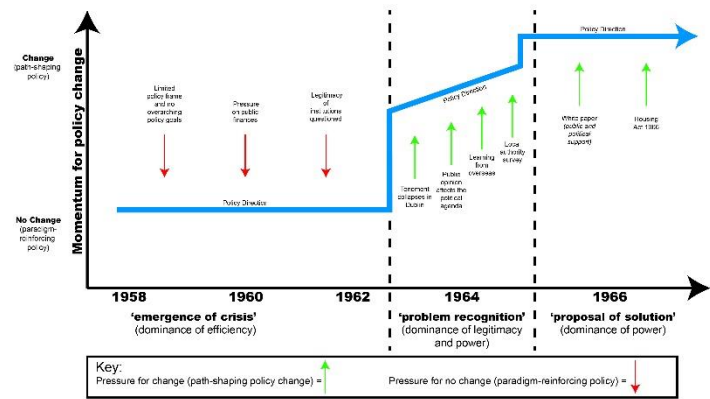 Momentum for policy change
Change
(path-shaping
policy)
No Change
(paradigm-
reinforcing
policy)
Limited
policy frame and
no overarching
policy goals
Pressure
on public
finances
Legitimacy
of
institutions
questioned
Policy Direction
Policy Direction
Policy Direction
Tenement
collapses in
Dublin
Public
opinion
affects the
political
agenda
Learning
from
overseas
Local
authority
survey
White paper
(public and
political
support)
Housing
Act 1966
1958
1960
1962
1964
1966
'emergence of crisis'
(dominance of efficiency)
'problem recognition'
(dominance of legitimacy
and power)
'proposal of solution'
(dominance of power)
Key:
Pressure for change (path-shaping policy change) =
Pressure for no change (paradigm-reinforcing policy) =